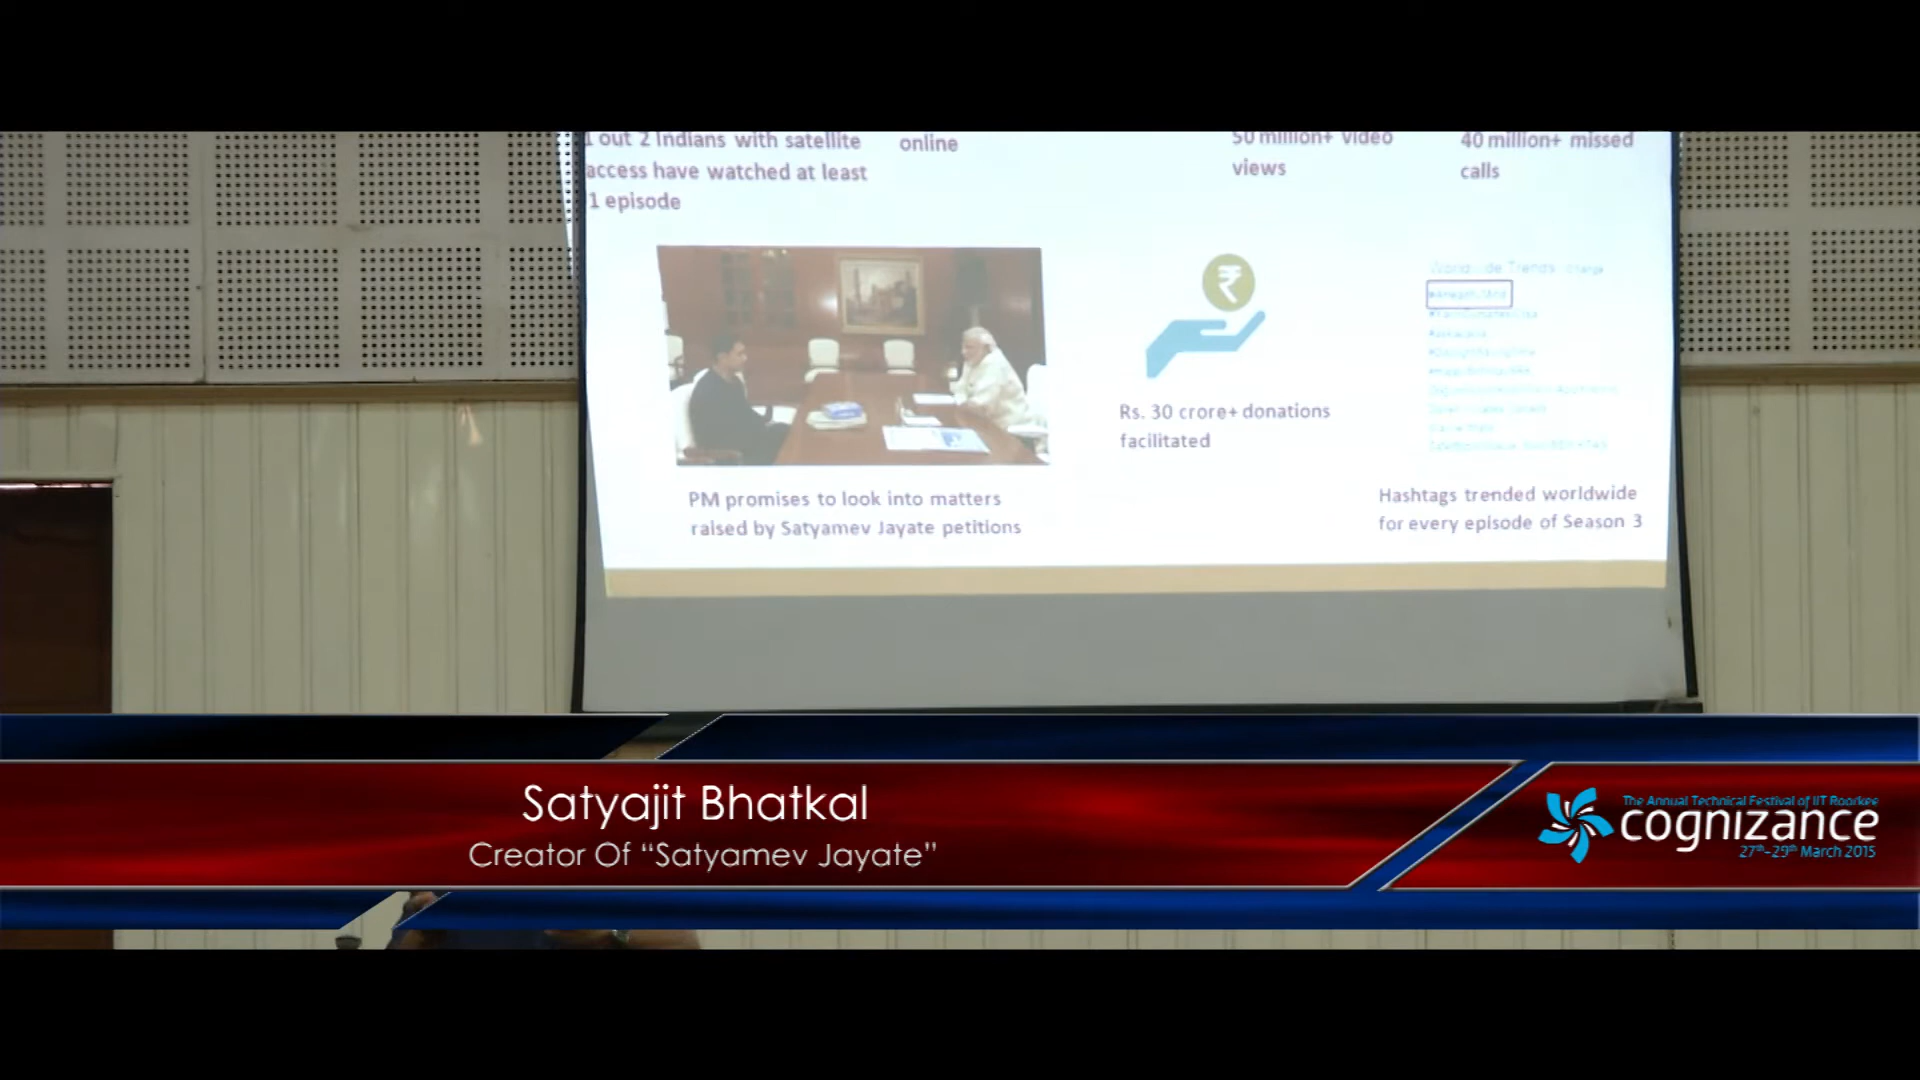 1 out 2 Indians with satellite
access have watched at least
1 episode
online
50 million+ video
views
40 million+ missed
calls
PM promises to look into matters
raised by Satyamev Jayate petitions
Rs. 30 crore+ donations
facilitated
Worldwide Trends
Hashtags trended worldwide
for every episode of Season 3
Satyajit Bhatkal
Creator Of “Satyamev Jayate”
The Annual Technical Festival of IIT Roorkee
cognizance
27th-29th March 2015